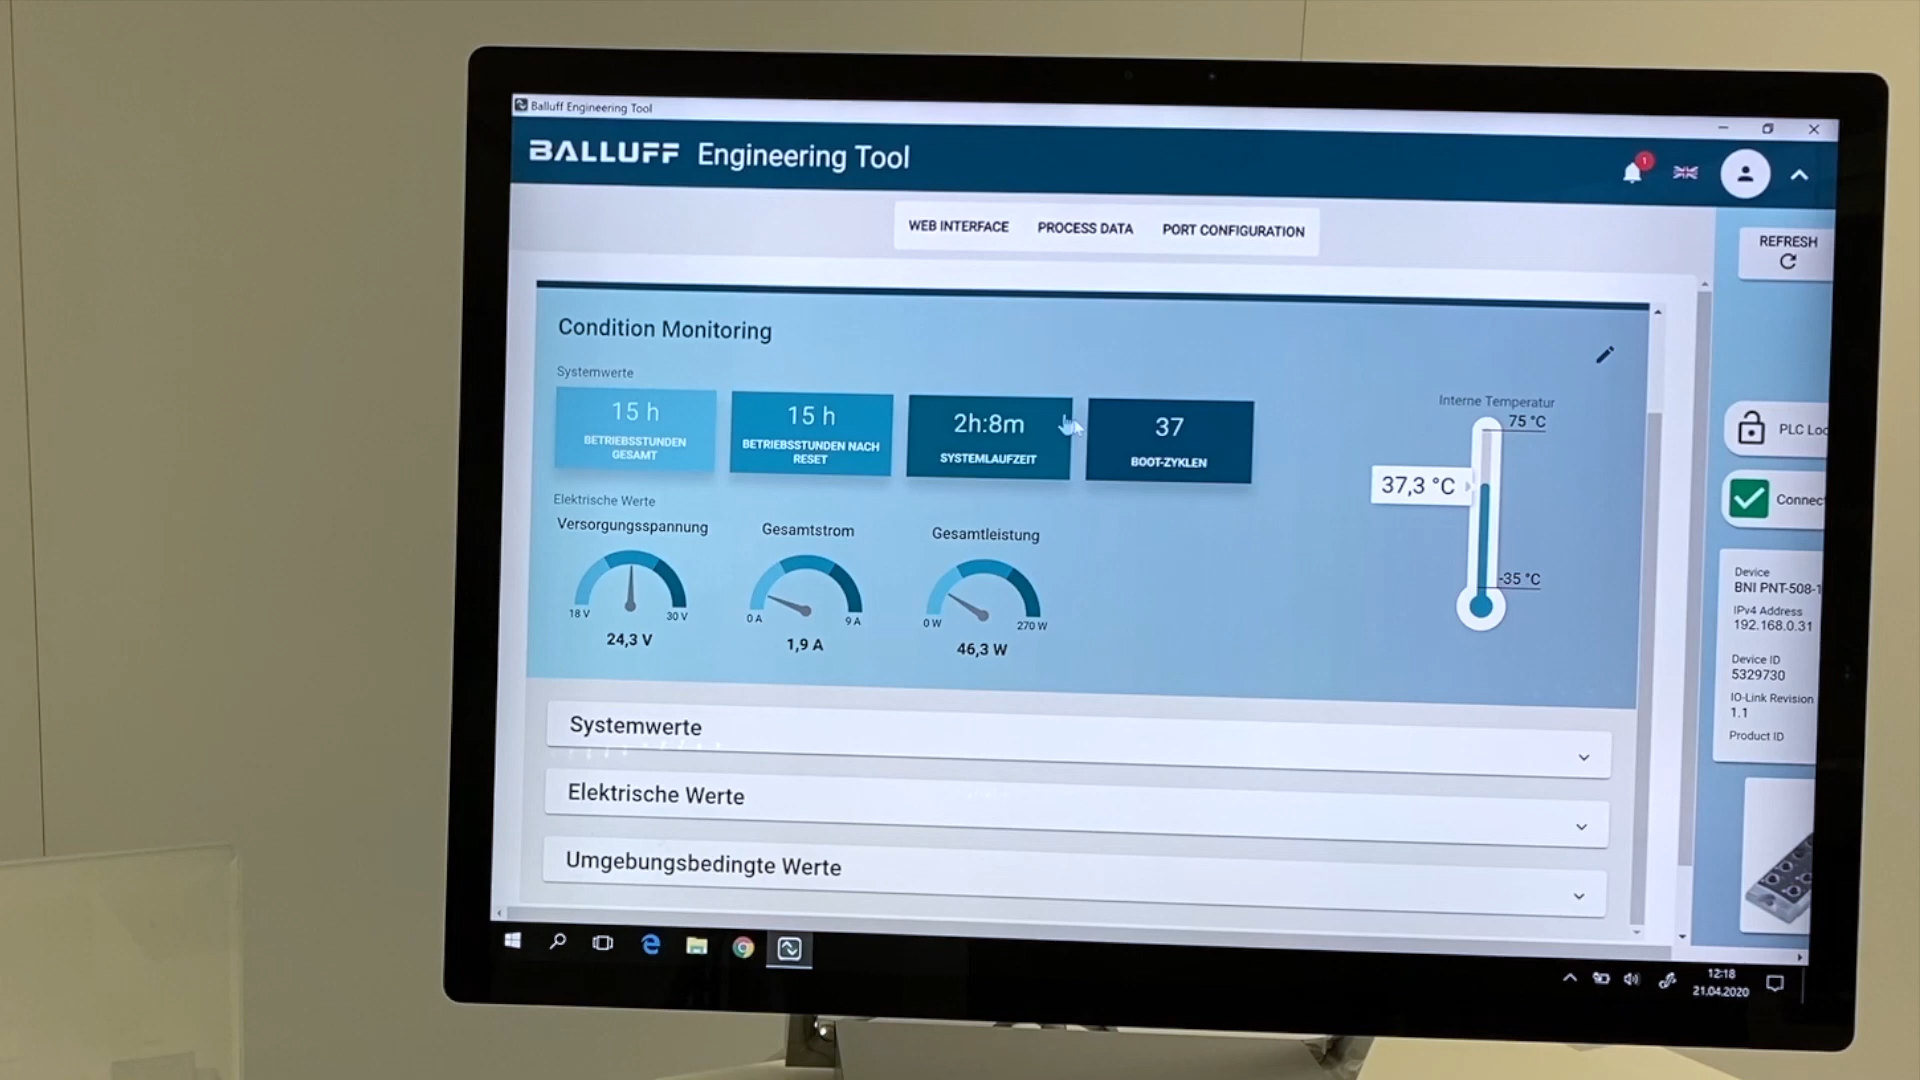 Balluff Engineering Tool
BALLUFF Engineering Tool
1
WEB INTERFACE PROCESS DATA PORT CONFIGURATION
REFRESH
Condition Monitoring
Systemwerte
15 h
BETRIEBSSTUNDEN
GESAMT
15 h
BETRIEBSSTUNDEN NACH
RESET
2h:8m
SYSTEMLAUFZEIT
37
BOOT-ZYKLEN
Interne Temperatur
75 °C
37,3 °C
-35 °C
Elektrische Werte
Versorgungsspannung
18 V
30 V
24,3 V
Gesamtstrom
0 A
9 A
1,9 A
Gesamtleistung
0 W
270 W
46,3 W
Systemwerte
Elektrische Werte
Umgebungsbedingte Werte
PLC Loc
Connec
Device
BNI PNT-508-1
IPv4 Address
192.168.0.31
Device ID
5329730
IO-Link Revision
1.1
Product ID
12:18
21.04.2020